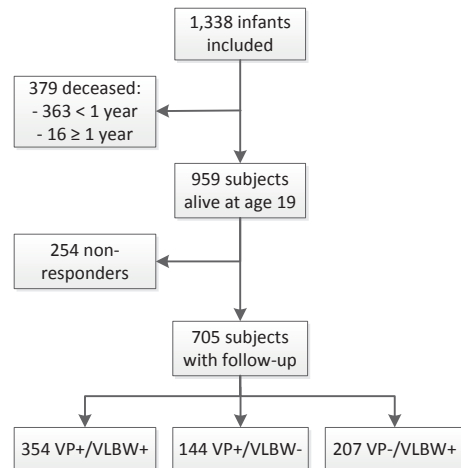 1,338 infants
included
379 deceased:
- 363 < 1 year
- 16 ≥ 1 year
959 subjects
alive at age 19
254 non-
responders
705 subjects
with follow-up
354 VP+/VLBW+
144 VP+/VLBW-
207 VP-/VLBW+